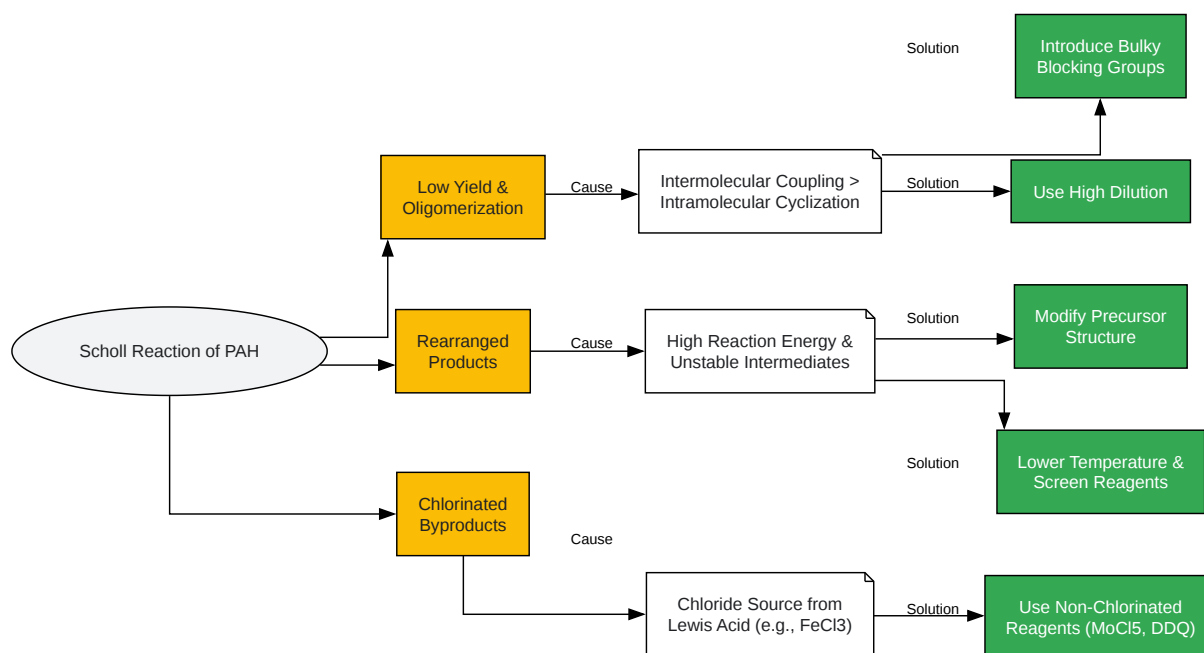 Solution
Introduce Bulky
Blocking Groups
Low Yield &
Oligomerization
Cause
Intermolecular Coupling >
Intramolecular Cyclization
Solution
Use High Dilution
Scholl Reaction of PAH
Rearranged
Products
Cause
High Reaction Energy &
Unstable Intermediates
Solution
Modify Precursor
Structure
Solution
Lower Temperature &
Screen Reagents
Chlorinated
Byproducts
Cause
Chloride Source from
Lewis Acid (e.g., FeCl3)
Solution
Use Non-Chlorinated
Reagents (MoCl5, DDQ)